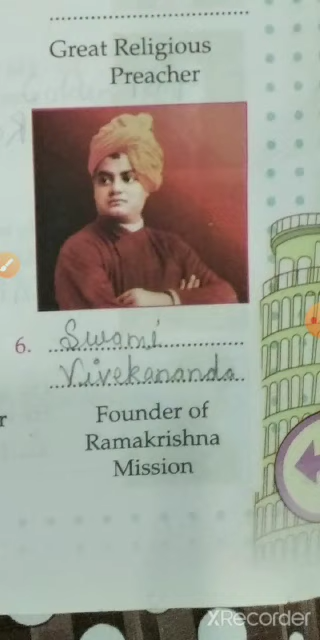 Great Religious
Preacher
6. Swami
Vivekananda
r
Founder of
Ramakrishna
Mission
XRecorder